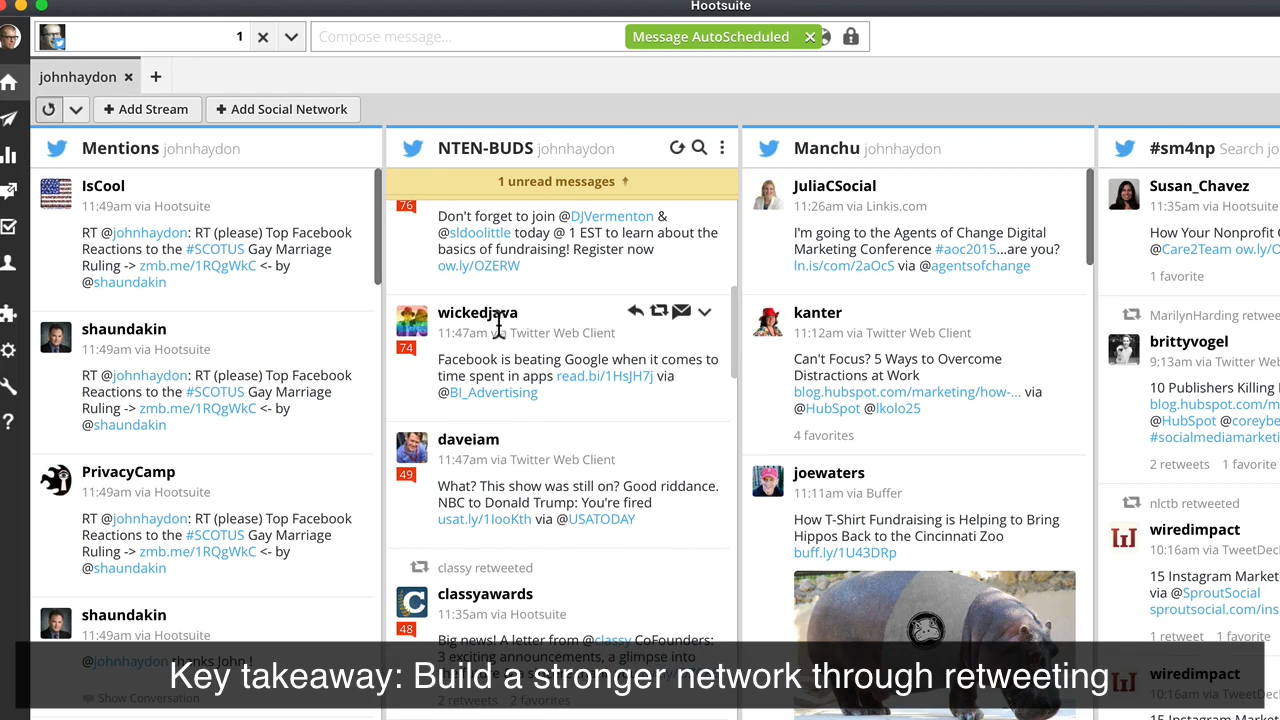 Hootsuite
1
Compose message...
Message AutoScheduled
johnhaydon
Add Stream
Add Social Network
Mentions johnhaydon
IsCool
11:49am via Hootsuite
RT @johnhaydon: RT (please) Top Facebook
Reactions to the #SCOTUS Gay Marriage
Ruling -> zmb.me/1RQgWkC <- by
@shaundakin
shaundakin
11:49am via Hootsuite
RT @johnhaydon: RT (please) Top Facebook
Reactions to the #SCOTUS Gay Marriage
Ruling -> zmb.me/1RQgWkC <- by
@shaundakin
PrivacyCamp
11:49am via Hootsuite
RT @johnhaydon: RT (please) Top Facebook
Reactions to the #SCOTUS Gay Marriage
Ruling -> zmb.me/1RQgWkC <- by
@shaundakin
shaundakin
11:49am via Hootsuite
@johnhaydon thanks John !
Show Conversation
NTEN-BUDS johnhaydon
1 unread messages
76
Don't forget to join @DJVermenton &
@sldoolittle today @ 1 EST to learn about the
basics of fundraising! Register now
ow.ly/OZERW
wickedjava
11:47am via Twitter Web Client
74
Facebook is beating Google when it comes to
time spent in apps read.bi/1HsJH7j via
@BI_Advertising
daveiam
11:47am via Twitter Web Client
49
What? This show was still on? Good riddance.
NBC to Donald Trump: You're fired
usat.ly/1IooKth via @USATODAY
classy retweeted
classyawards
11:35am via Hootsuite
48
Big news! A letter from @classy CoFounders:
3 exciting announcements, a glimpse into
2 retweets 2 favorites
Manchu johnhaydon
JuliaCSocial
11:26am via Linkis.com
I'm going to the Agents of Change Digital
Marketing Conference #aoc2015...are you?
ln.is/com/2aOcS via @agentsofchange
kanter
11:12am via Twitter Web Client
Can't Focus? 5 Ways to Overcome
Distractions at Work
blog.hubspot.com/marketing/how-... via
@HubSpot @lkolo25
4 favorites
joewaters
11:11am via Buffer
How T-Shirt Fundraising is Helping to Bring
Hippos Back to the Cincinnati Zoo
buff.ly/1U43DRp
#sm4np Search jo
Susan_Chavez
11:35am via Hootsuite
How Your Nonprofit C
@Care2Team ow.ly/O
1 favorite
MarilynHarding retwee
brittyvogel
9:13am via Twitter Web
10 Publishers Killing
blog.hubspot.com/m
@HubSpot @coreybe
#socialmediamarketi
2 retweets 1 favorite
nlctb retweeted
wiredimpact
10:16am via TweetDec
15 Instagram Market
via @SproutSocial
sproutsocial.com/ins
1 retweet 1 favorite
wiredimpact
10:16am via TweetDec
15 Instagram Market
Key takeaway: Build a stronger network through retweeting